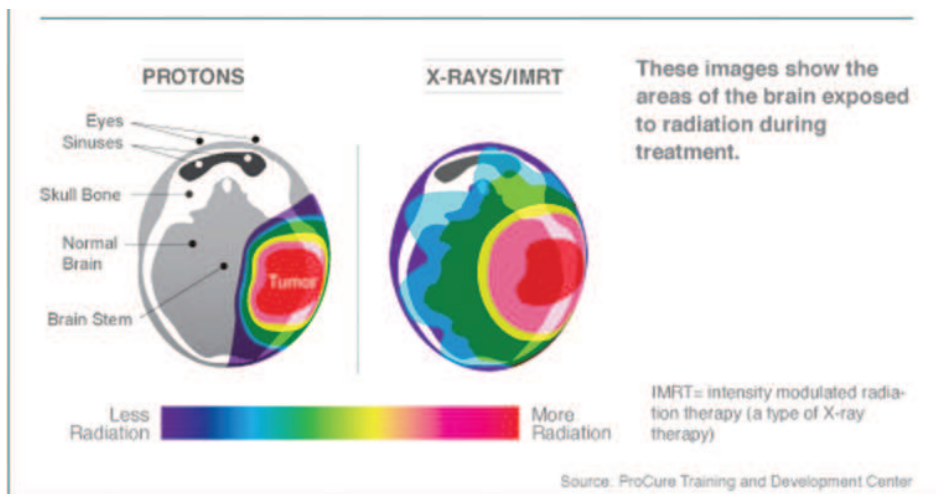 PROTONS
X-RAYS/IMRT
These images show the
areas of the brain exposed
to radiation during
treatment.
Eyes
Sinuses
Skull Bone
Normal
Brain
Brain Stem
Tumor
Less
Radiation
More
Radiation
IMRT= intensity modulated radia-
tion therapy (a type of X-ray
therapy)
Source: ProCure Training and Development Center